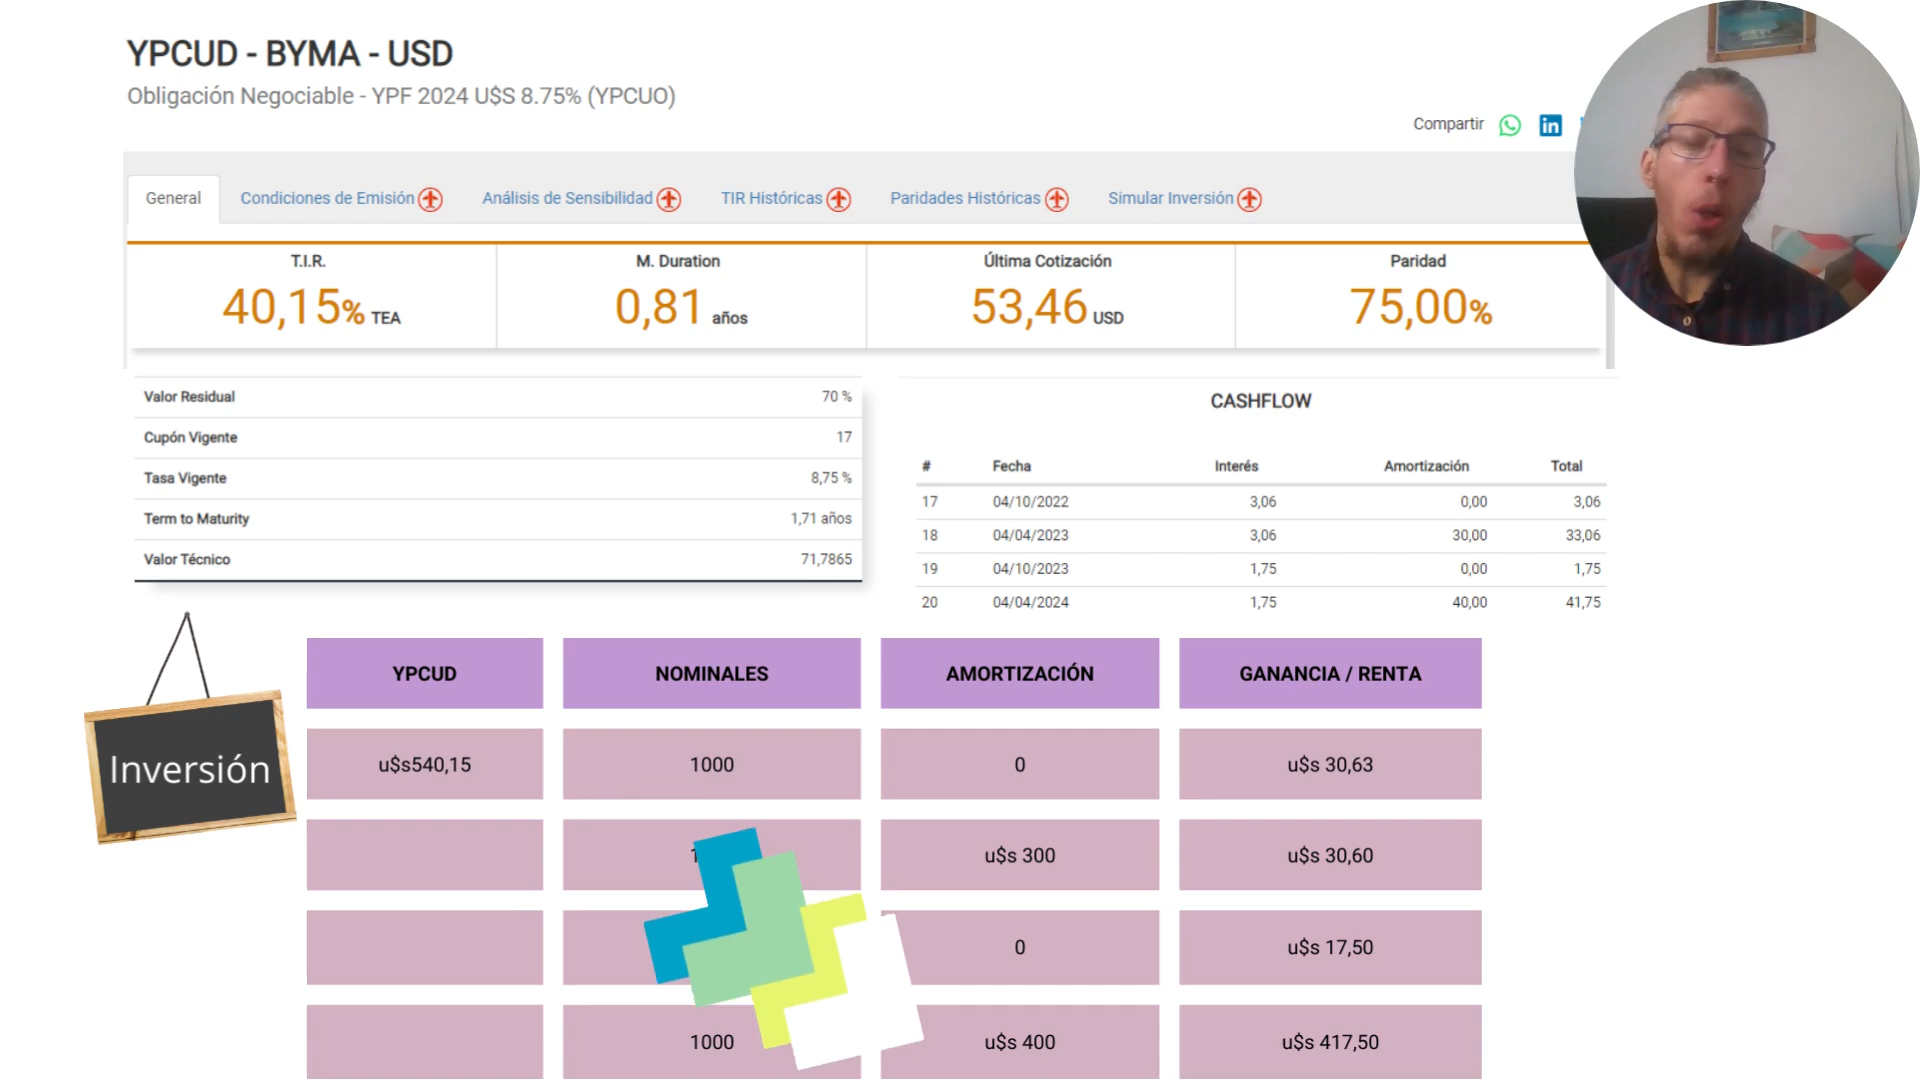 YPCUD - BYMA - USD
Obligación Negociable - YPF 2024 U$S 8.75% (YPCUO)
Compartir
General Condiciones de Emisión Análisis de Sensibilidad TIR Históricas Paridades Históricas Simular Inversión
T.I.R. M. Duration Última Cotización Paridad
40,15% TEA 0,81 años 53,46 USD 75,00%
Valor Residual 70 %
Cupón Vigente 17
Tasa Vigente 8,75 %
Term to Maturity 1,71 años
Valor Técnico 71,7865
CASHFLOW
# Fecha Interés Amortización Total
17 04/10/2022 3,06 0,00 3,06
18 04/04/2023 3,06 30,00 33,06
19 04/10/2023 1,75 0,00 1,75
20 04/04/2024 1,75 40,00 41,75
Inversión
YPCUD NOMINALES AMORTIZACIÓN GANANCIA / RENTA
u$s540,15 1000 0 u$s 30,63
u$s 300 u$s 30,60
0 u$s 17,50
1000 u$s 400 u$s 417,50